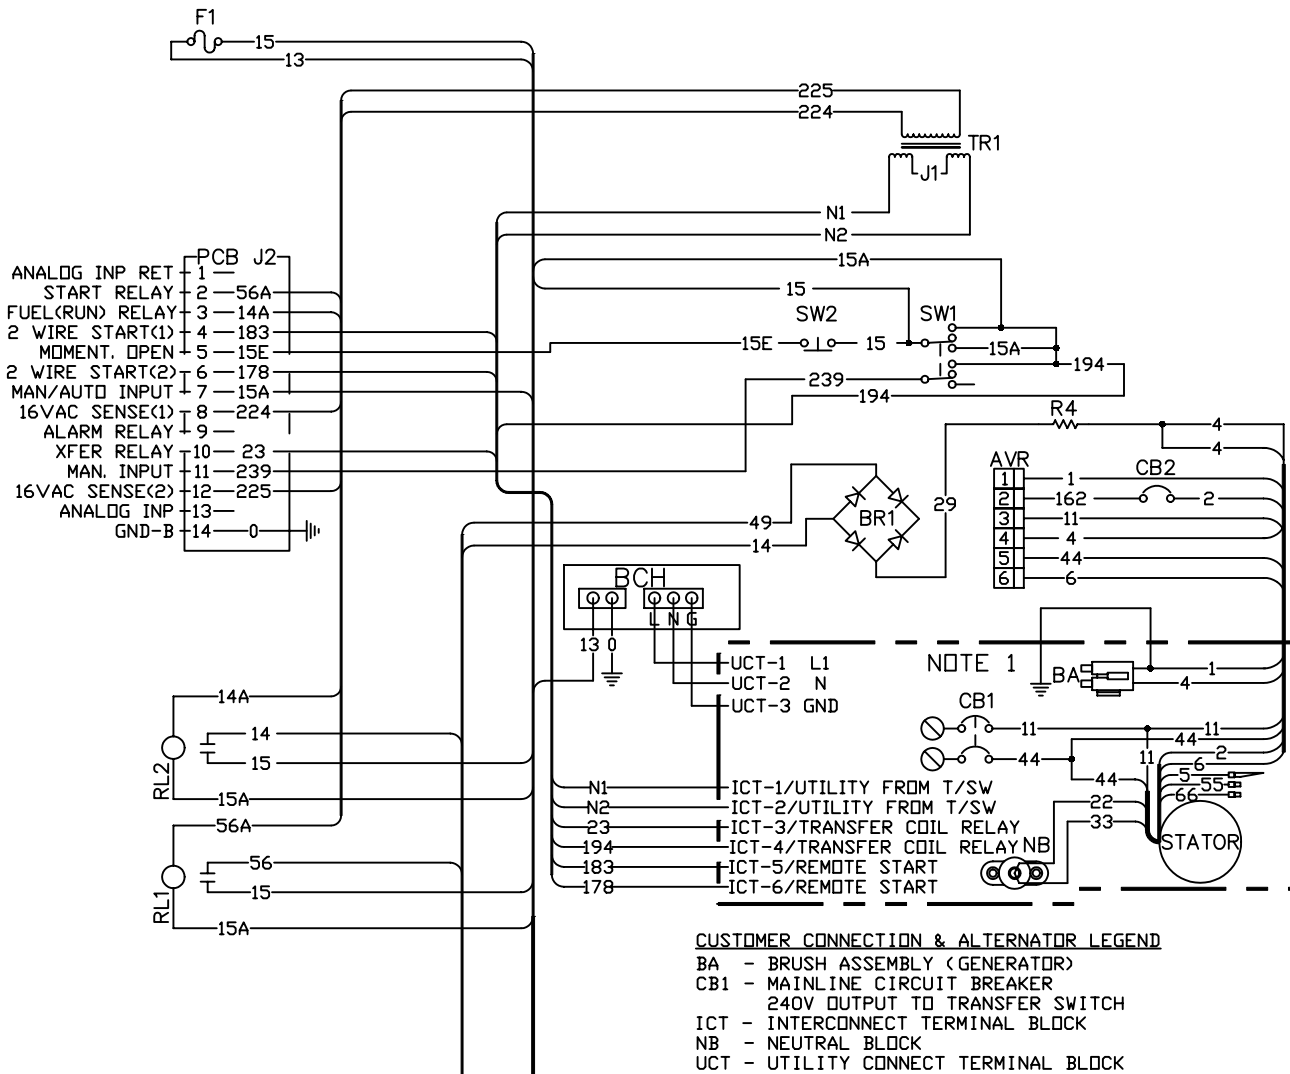 F1
15
13
225
224
TR1
J1
N1
N2
PCB J2
15A
ANALOG INP RET 1
START RELAY 2 56A
15
FUEL(RUN) RELAY 3 14A
SW2 SW1
2 WIRE START(1) 4 183
MOMENT. OPEN 5 15E
15E 15 15A
2 WIRE START(2) 6 178
194
MAN/AUTO INPUT 7 15A
239
194
16VAC SENSE(1) 8 224
R4
ALARM RELAY 9
4
XFER RELAY 10 23
4
MAN. INPUT 11 239
AVR CB2
16VAC SENSE(2) 12 225
1 1
ANALOG INP 13
2 162 2
29
GND-B 14 0
49 BR1
3 11
14
4 4
5 44
6 6
BCH
L N G
13 0
NOTE 1
UCT-1 L1
UCT-2 N
UCT-3 GND
BA
1
4
14A
CB1
14
11 11
44
15
44 11 2
6
RL2
44 5
55
N1 ICT-1/UTILITY FROM T/SW
15A
22 66
N2 ICT-2/UTILITY FROM T/SW
56A
23 ICT-3/TRANSFER COIL RELAY
33
194 ICT-4/TRANSFER COIL RELAY
NB STATOR
56
183 ICT-5/REMOTE START
15
178 ICT-6/REMOTE START
RL1
15A
CUSTOMER CONNECTION & ALTERNATOR LEGEND
BA - BRUSH ASSEMBLY (GENERATOR)
CB1 - MAINLINE CIRCUIT BREAKER
240V OUTPUT TO TRANSFER SWITCH
ICT - INTERCONNECT TERMINAL BLOCK
NB - NEUTRAL BLOCK
UCT - UTILITY CONNECT TERMINAL BLOCK